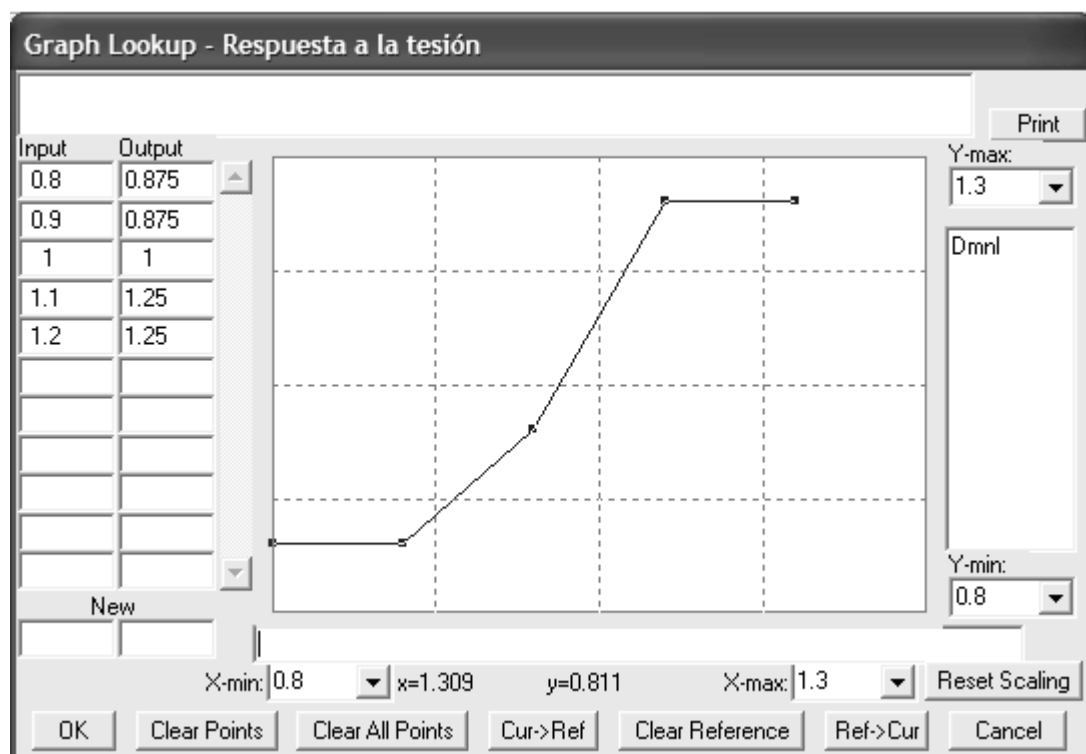 Graph Lookup - Respuesta a la tesión
Print
Input Output
0.8 0.875
0.9 0.875
1 1
1.1 1.25
1.2 1.25
New
Y-max:
1.3
Dmnl
Y-min:
0.8
X-min: 0.8 x=1.309 y=0.811 X-max: 1.3 Reset Scaling
OK Clear Points Clear All Points Cur->Ref Clear Reference Ref->Cur Cancel